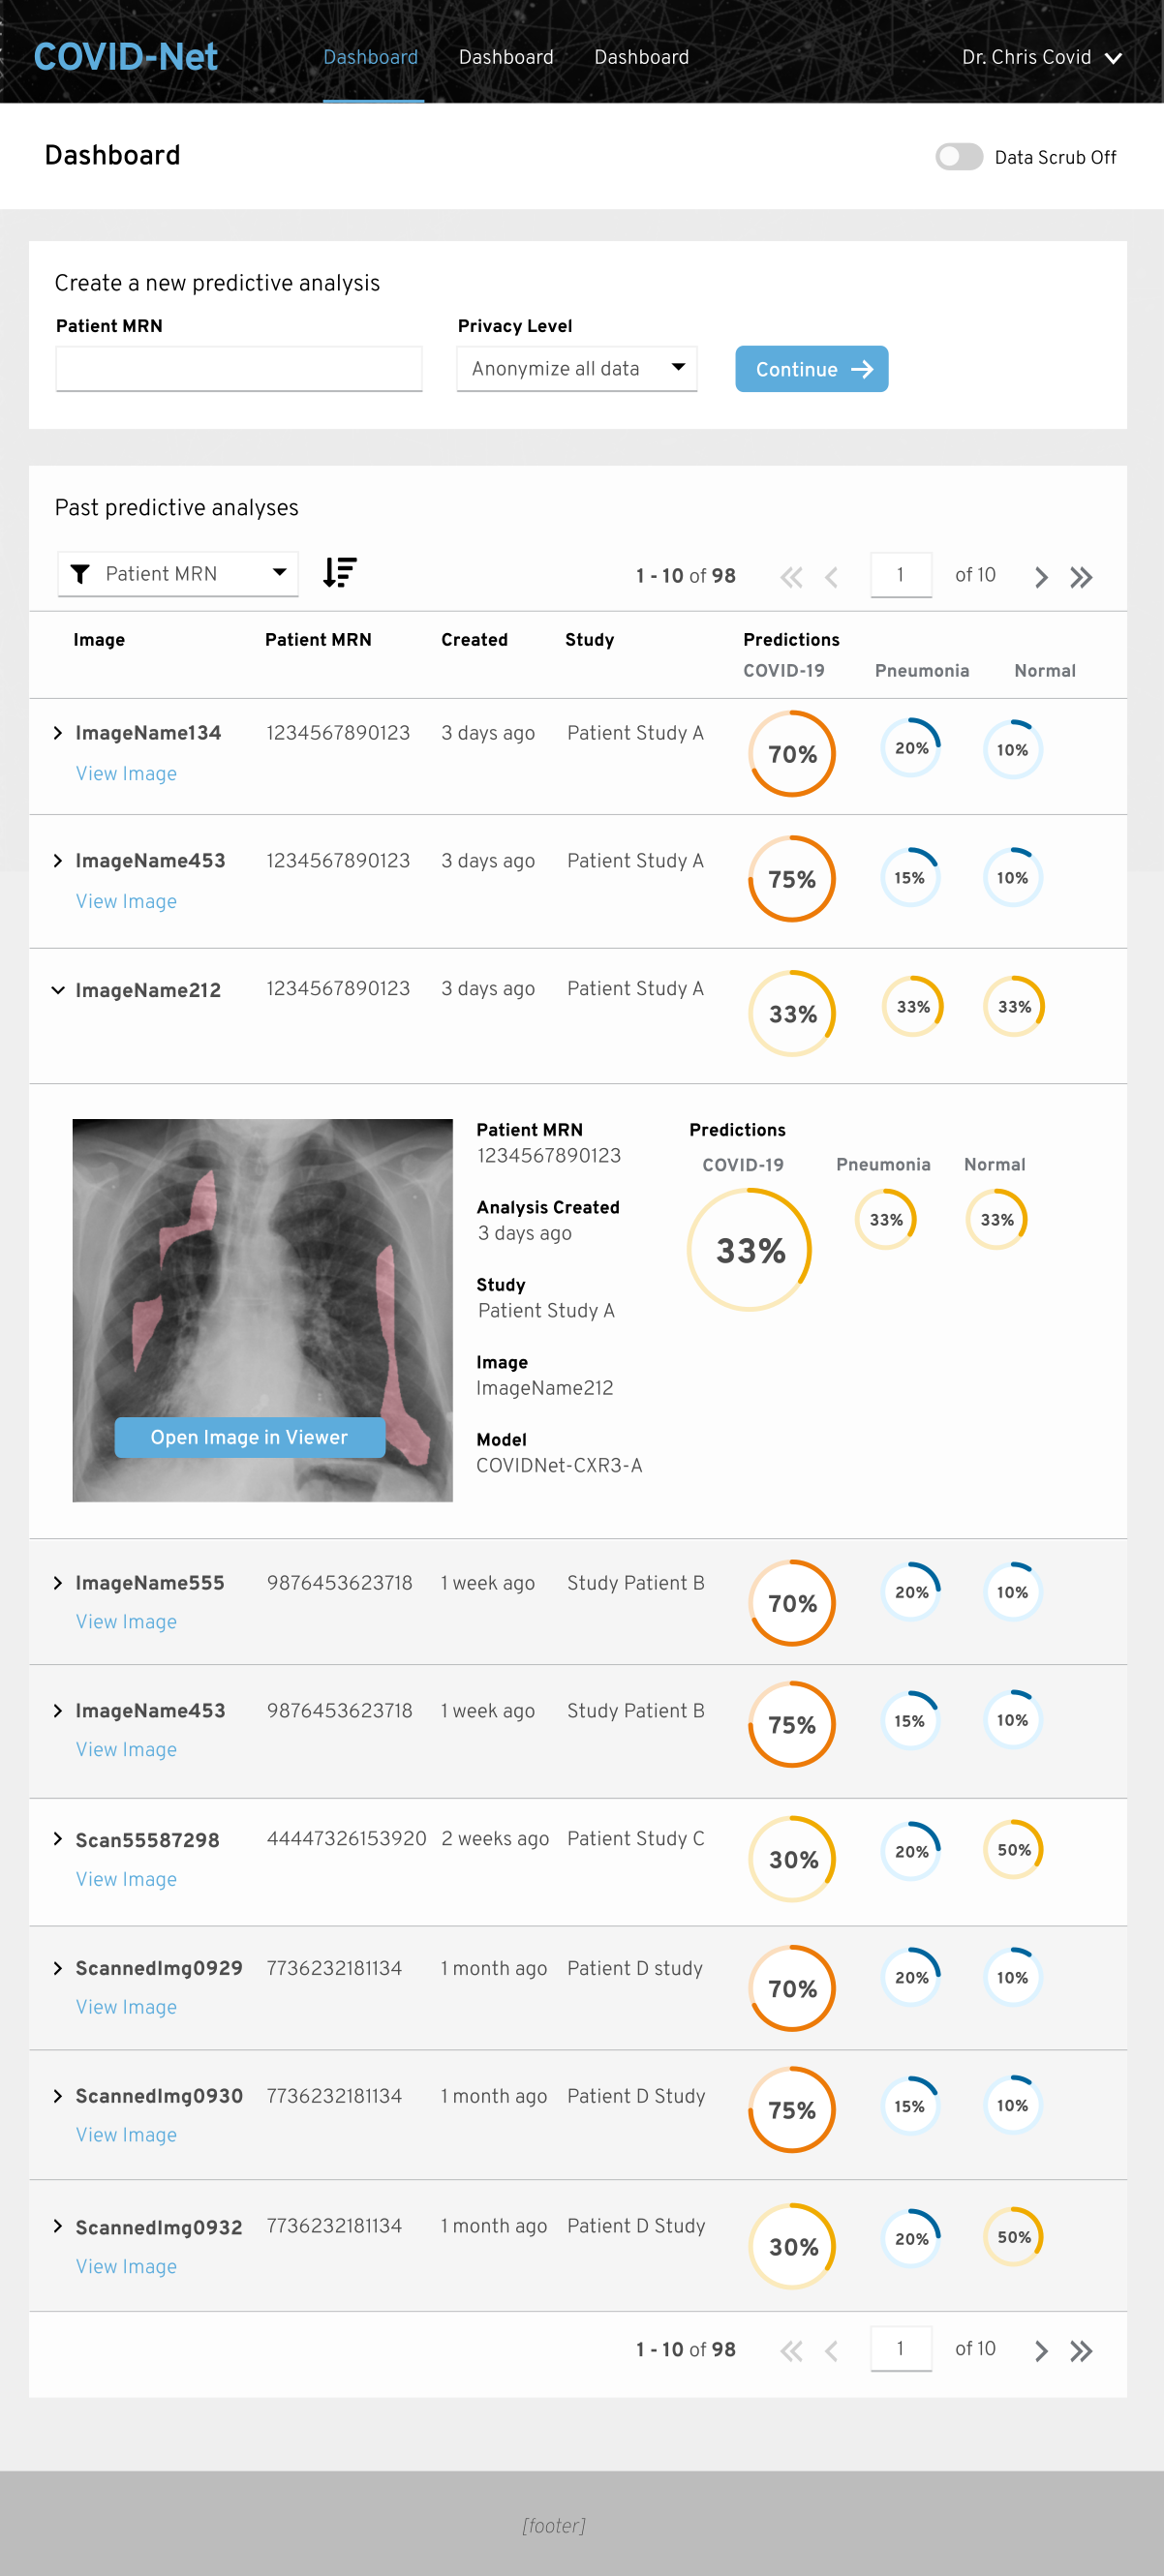 COVID-Net
Dashboard Dashboard Dashboard
Dr. Chris Covid
Dashboard
Data Scrub Off
Create a new predictive analysis
Patient MRN Privacy Level
Anonymize all data
Continue
Past predictive analyses
Patient MRN
1 - 10 of 98 1 of 10
Image Patient MRN Created Study Predictions
COVID-19 Pneumonia Normal
ImageName134 1234567890123 3 days ago Patient Study A 70% 20% 10%
View Image
ImageName453 1234567890123 3 days ago Patient Study A 75% 15% 10%
View Image
ImageName212 1234567890123 3 days ago Patient Study A 33% 33% 33%
Open Image in Viewer
Patient MRN
1234567890123
Analysis Created
3 days ago
Study
Patient Study A
Image
ImageName212
Model
COVIDNet-CXR3-A
Predictions
COVID-19 Pneumonia Normal
33% 33% 33%
ImageName555 9876453623718 1 week ago Study Patient B 70% 20% 10%
View Image
ImageName453 9876453623718 1 week ago Study Patient B 75% 15% 10%
View Image
Scan55587298 44447326153920 2 weeks ago Patient Study C 30% 20% 50%
View Image
ScannedImg0929 7736232181134 1 month ago Patient D study 70% 20% 10%
View Image
ScannedImg0930 7736232181134 1 month ago Patient D Study 75% 15% 10%
View Image
ScannedImg0932 7736232181134 1 month ago Patient D Study 30% 20% 50%
View Image
1 - 10 of 98 1 of 10
[footer]